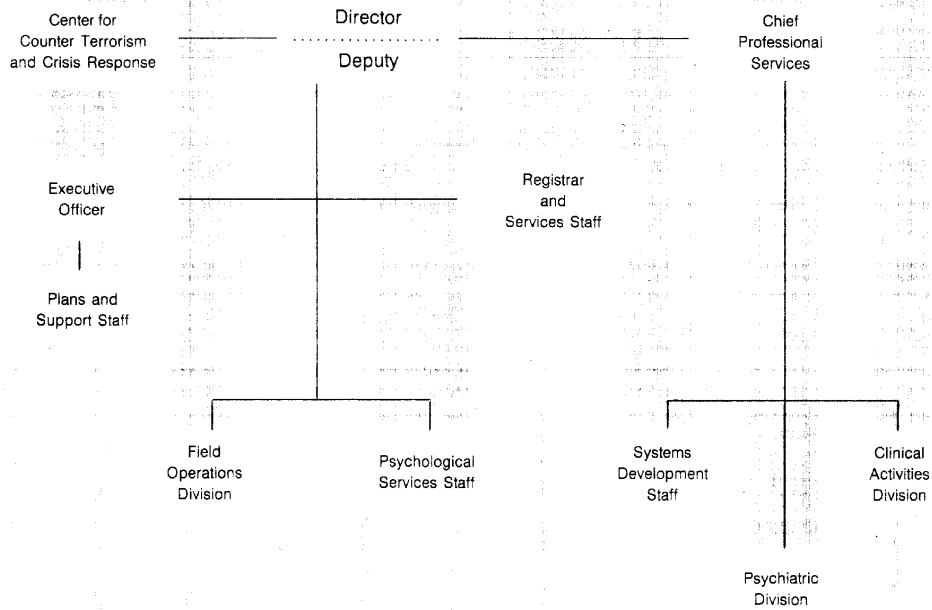 Center for
Counter Terrorism
and Crisis Response
Director
Deputy
Chief
Professional
Services
Executive
Officer
Registrar
and
Services Staff
Plans and
Support Staff
Field
Operations
Division
Psychological
Services Staff
Systems
Development
Staff
Clinical
Activities
Division
Psychiatric
Division